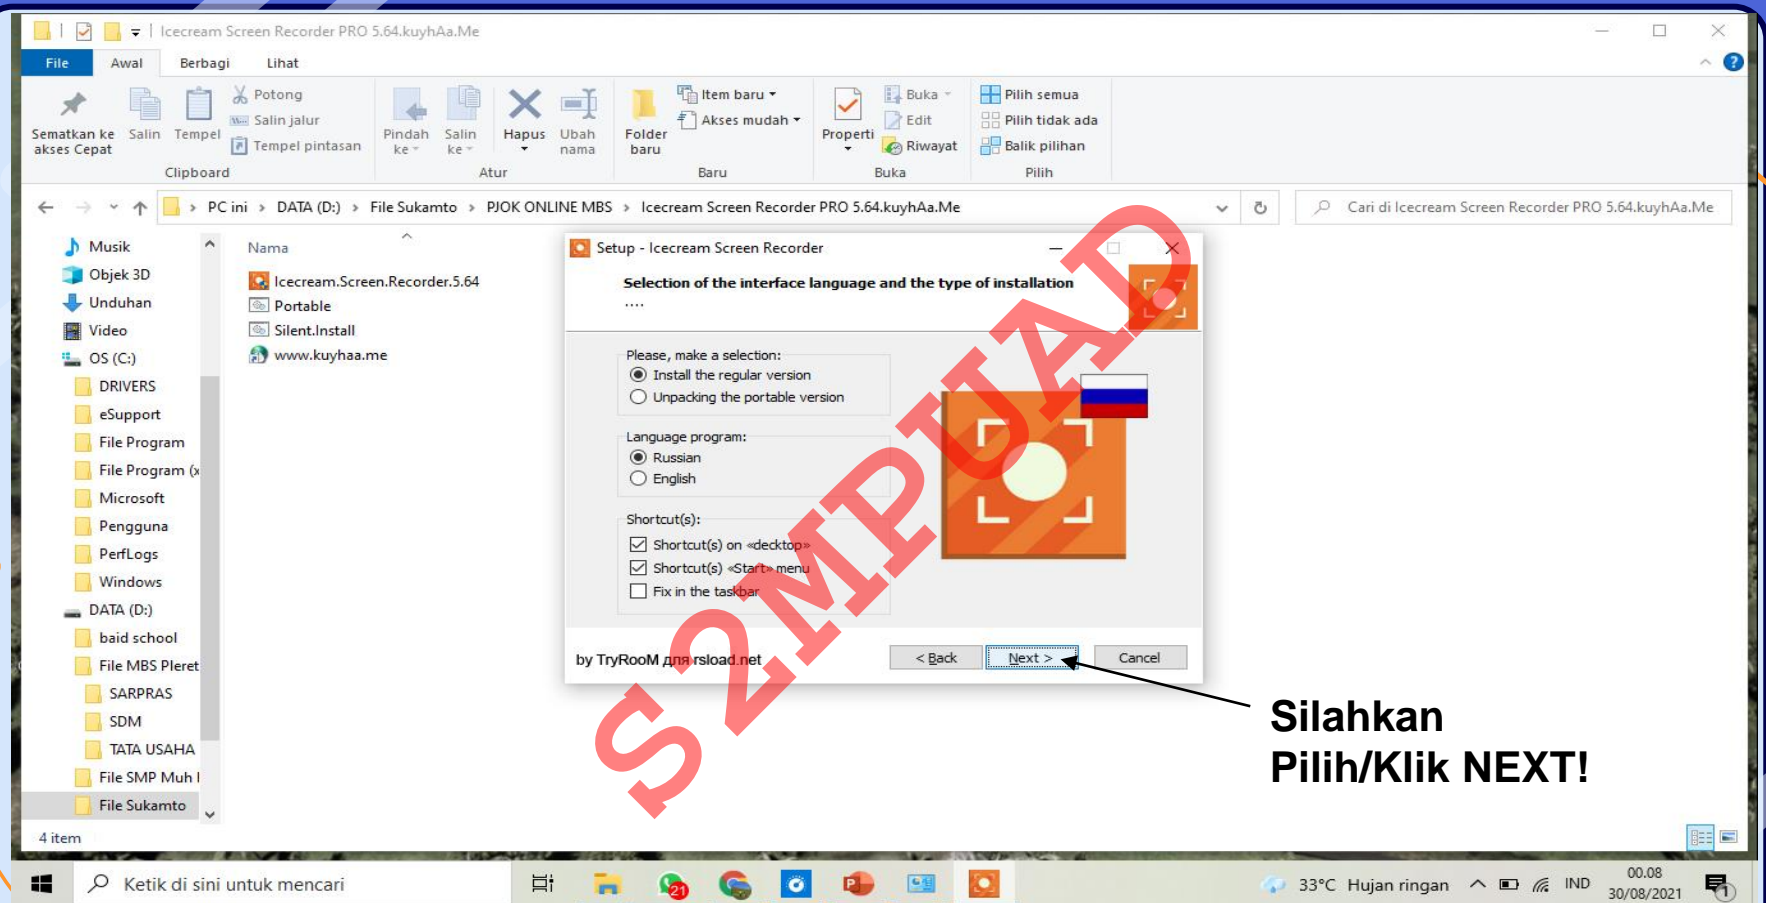 Icecream Screen Recorder PRO 5.64.kuyhAa.Me
File Awal Berbagi Lihat
Sematkan ke akses Cepat
Salin
Tempel
Potong
Salin jalur
Tempel pintasan
Clipboard
Pindah ke
Salin ke
Hapus
Ubah nama
Atur
Folder baru
Item baru
Akses mudah
Baru
Properti
Buka
Edit
Riwayat
Buka
Pilih semua
Pilih tidak ada
Balik pilihan
Pilih
PC ini > DATA (D:) > File Sukamto > PJOK ONLINE MBS > Icecream Screen Recorder PRO 5.64.kuyhAa.Me
Cari di Icecream Screen Recorder PRO 5.64.kuyhAa.Me
Musik
Objek 3D
Unduhan
Video
OS (C:)
DRIVERS
eSupport
File Program
File Program (x
Microsoft
Pengguna
PerfLogs
Windows
DATA (D:)
baid school
File MBS Pleret
SARPRAS
SDM
TATA USAHA
File SMP Muh
File Sukamto
4 item
Nama
Icecream.Screen.Recorder.5.64
Portable
Silent.Install
www.kuyhaa.me
Setup - Icecream Screen Recorder
Selection of the interface language and the type of installation
....
Please, make a selection:
Install the regular version
Unpacking the portable version
Language program:
Russian
English
Shortcut(s):
Shortcut(s) on «decktop»
Shortcut(s) «Start» menu
Fix in the taskbar
by TryRooM для rsload.net
< Back
Next >
Cancel
S2MPUAD
Silahkan
Pilih/Klik NEXT!
Ketik di sini untuk mencari
21
33°C Hujan ringan
IND
00.08
30/08/2021
1